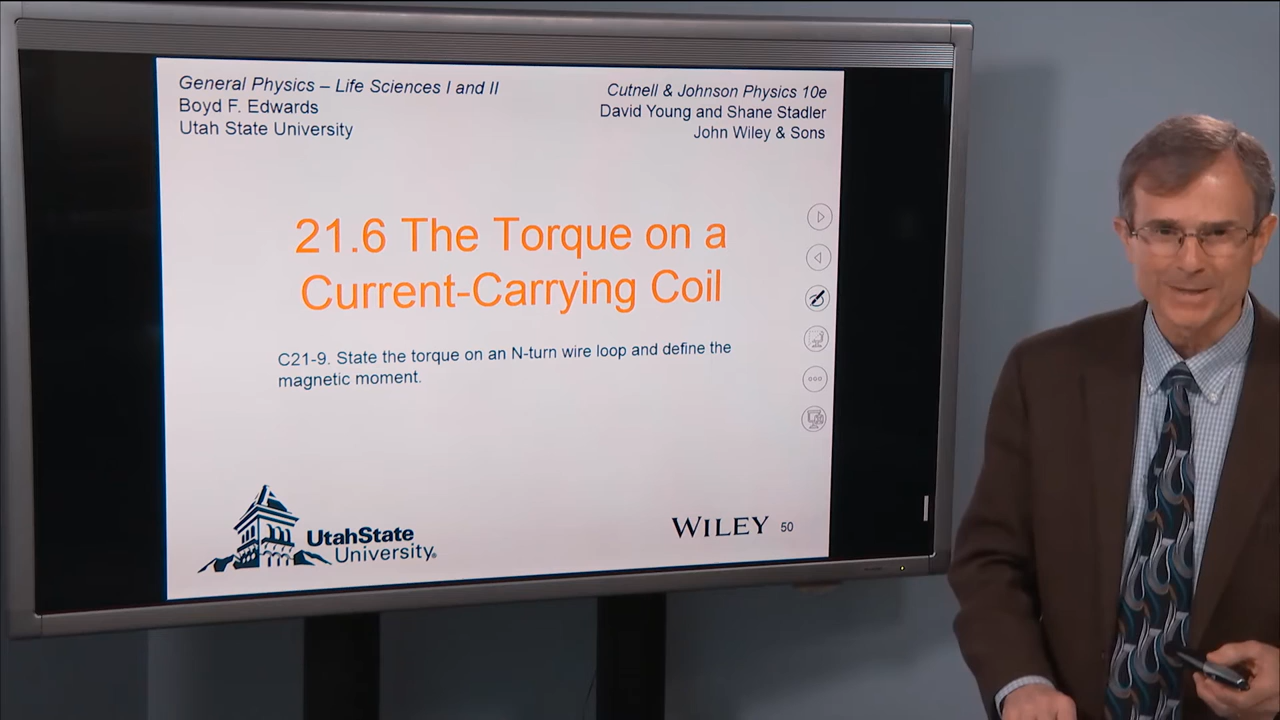 General Physics – Life Sciences I and II
Boyd F. Edwards
Utah State University
Cutnell & Johnson Physics 10e
David Young and Shane Stadler
John Wiley & Sons
21.6 The Torque on a
Current-Carrying Coil
C21-9. State the torque on an N-turn wire loop and define the
magnetic moment.
UtahState
University®
WILEY 50